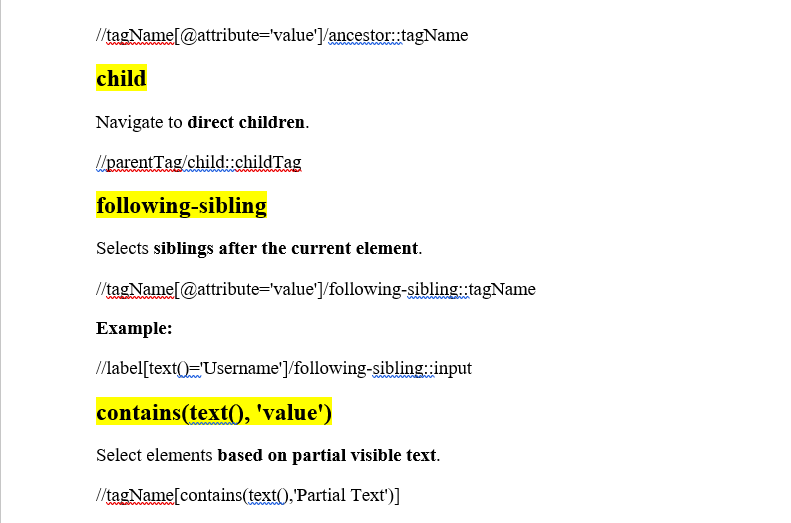 //tagName[@attribute='value']/ancestor::tagName
child
Navigate to direct children.
//parentTag/child::childTag
following-sibling
Selects siblings after the current element.
//tagName[@attribute='value']/following-sibling::tagName
Example:
//label[text()='Username']/following-sibling::input
contains(text(), 'value')
Select elements based on partial visible text.
//tagName[contains(text(),'Partial Text')]